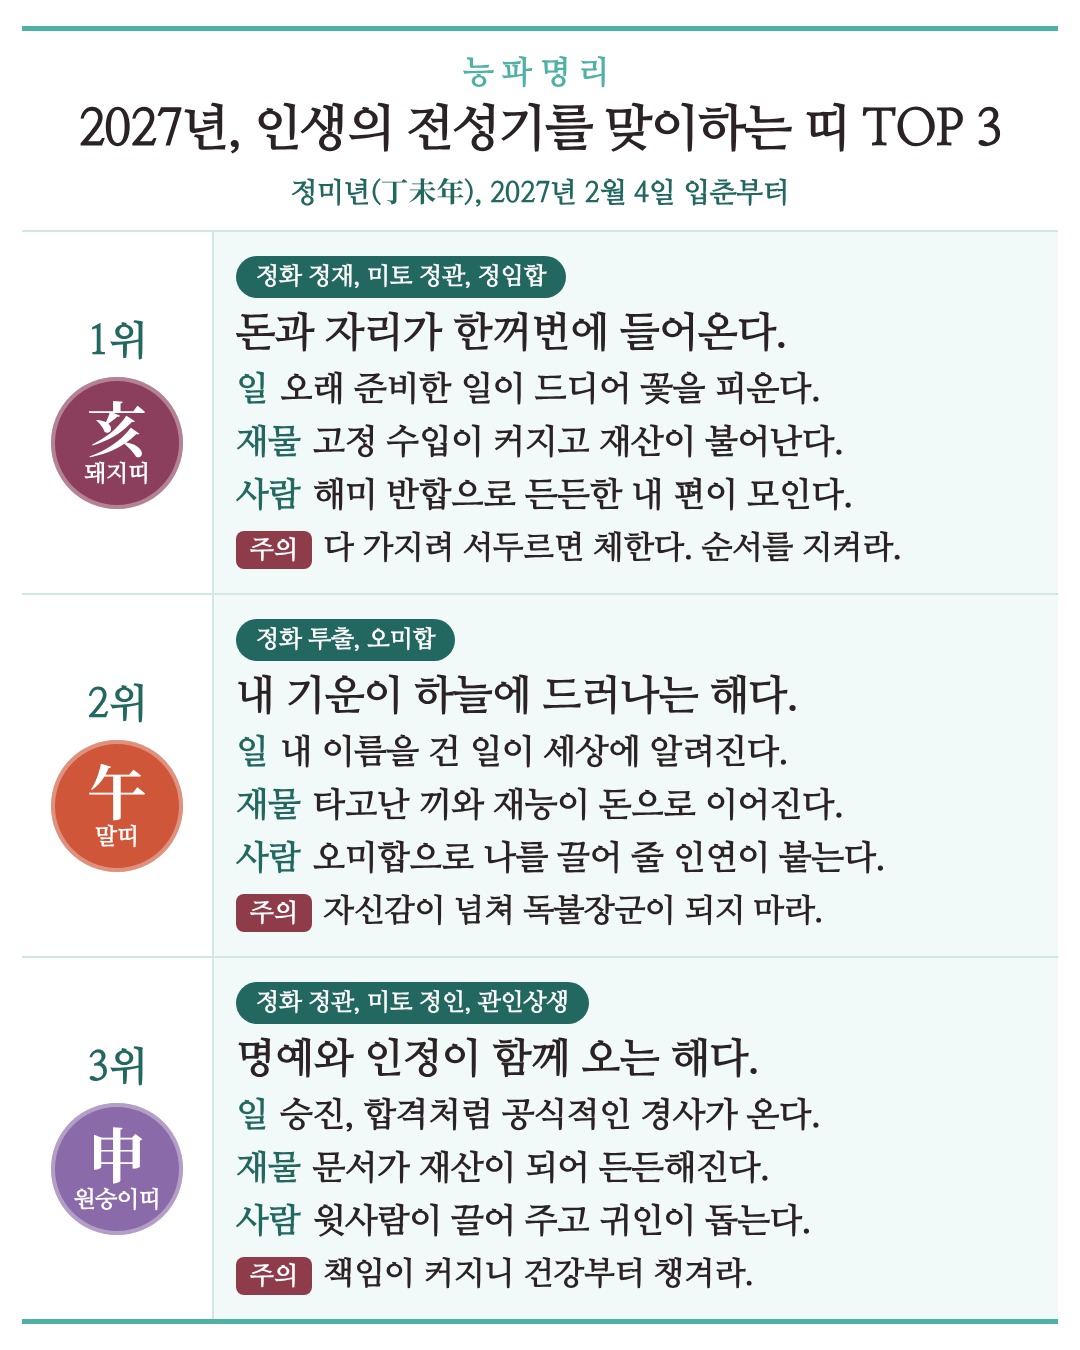 능파명리
2027년, 인생의 전성기를 맞이하는 띠 TOP 3
정미년(丁未年), 2027년 2월 4일 입춘부터
1위
亥
돼지띠
정화 정재, 미토 정관, 정임합
돈과 자리가 한꺼번에 들어온다.
일 오래 준비한 일이 드디어 꽃을 피운다.
재물 고정 수입이 커지고 재산이 불어난다.
사람 해미 반합으로 든든한 내 편이 모인다.
주의 다 가지려 서두르면 체한다. 순서를 지켜라.
2위
午
말띠
정화 투출, 오미합
내 기운이 하늘에 드러나는 해다.
일 내 이름을 건 일이 세상에 알려진다.
재물 타고난 끼와 재능이 돈으로 이어진다.
사람 오미합으로 나를 끌어 줄 인연이 붙는다.
주의 자신감이 넘쳐 독불장군이 되지 마라.
3위
申
원숭이띠
정화 정관, 미토 정인, 관인상생
명예와 인정이 함께 오는 해다.
일 승진, 합격처럼 공식적인 경사가 온다.
재물 문서가 재산이 되어 든든해진다.
사람 윗사람이 끌어 주고 귀인이 돕는다.
주의 책임이 커지니 건강부터 챙겨라.